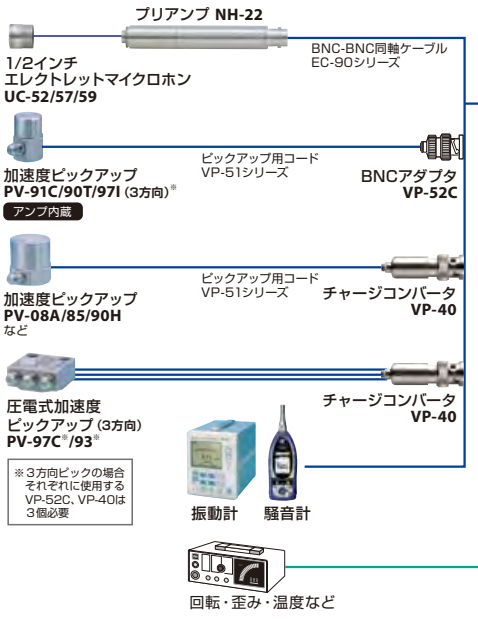 プリアンプ NH-22
BNC-BNC同軸ケーブル
EC-90シリーズ
1/2インチ
エレクトレットマイクロホン
UC-52/57/59
ピックアップ用コード
VP-51シリーズ
BNCアダプタ
VP-52C
加速度ピックアップ
PV-91C/90T/97I (3方向)※
アンプ内蔵
ピックアップ用コード
VP-51シリーズ
チャージコンバータ
VP-40
加速度ピックアップ
PV-08A/85/90H
など
チャージコンバータ
VP-40
圧電式加速度
ピックアップ (3方向)
PV-97C※/93※
※3方向ピックの場合
それぞれに使用する
VP-52C、VP-40は
3個必要
振動計
騒音計
回転・歪み・温度など